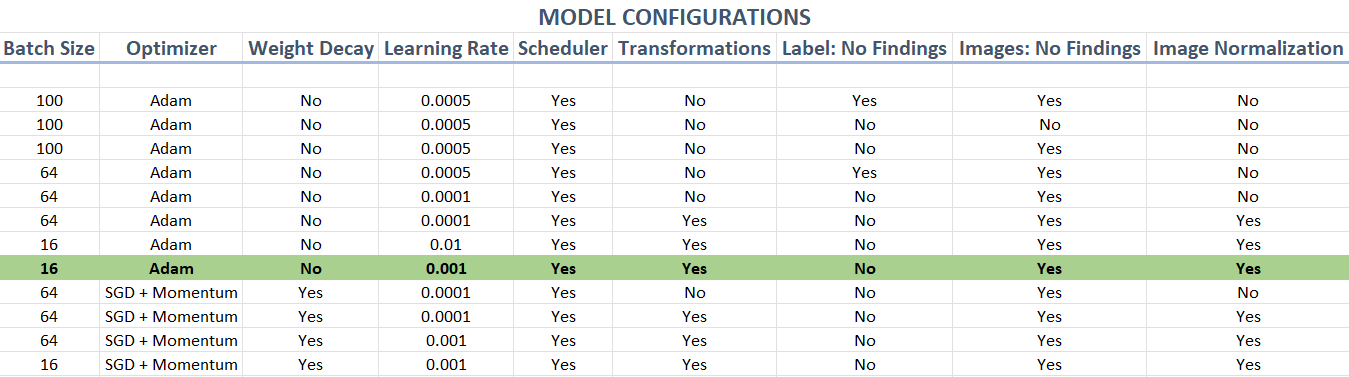 MODEL CONFIGURATIONS
Batch Size Optimizer Weight Decay Learning Rate Scheduler Transformations Label: No Findings Images: No Findings Image Normalization
100 Adam No 0.0005 Yes No Yes Yes No
100 Adam No 0.0005 Yes No No No No
100 Adam No 0.0005 Yes No No Yes No
64 Adam No 0.0005 Yes No Yes Yes No
64 Adam No 0.0001 Yes No No Yes No
64 Adam No 0.0001 Yes Yes No Yes Yes
16 Adam No 0.01 Yes Yes No Yes Yes
16 Adam No 0.001 Yes Yes No Yes Yes
64 SGD + Momentum Yes 0.0001 Yes No No Yes No
64 SGD + Momentum Yes 0.0001 Yes Yes No Yes Yes
64 SGD + Momentum Yes 0.001 Yes Yes No Yes Yes
16 SGD + Momentum Yes 0.001 Yes Yes No Yes Yes